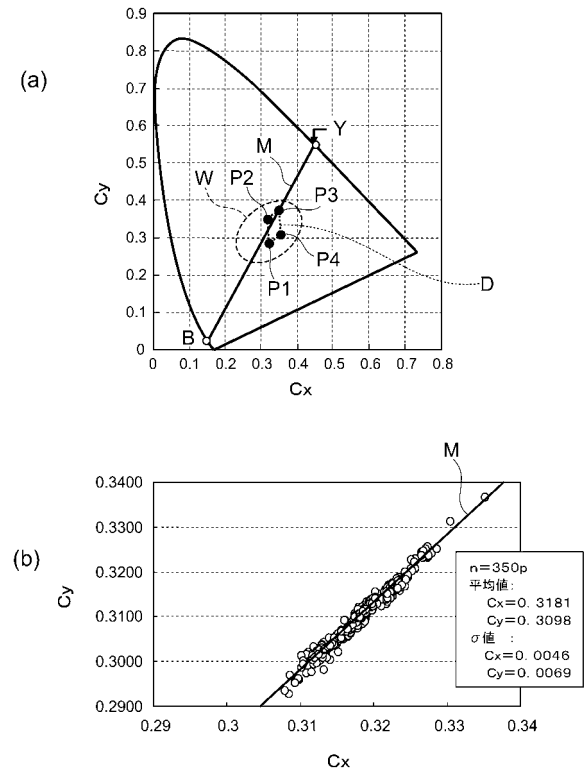 (a)
0.9
0.8
0.7
0.6
0.5
0.4
0.3
0.2
0.1
0
Cy
Y
M
W
P2
P3
P4
P1
D
B
0 0.1 0.2 0.3 0.4 0.5 0.6 0.7 0.8
Cx
(b)
M
0.3400
0.3300
0.3200
0.3100
0.3000
0.2900
Cy
n=350p
平均値:
Cx=0. 3181
Cy=0. 3098
σ値 :
Cx=0. 0046
Cy=0. 0069
0.29 0.3 0.31 0.32 0.33 0.34
Cx